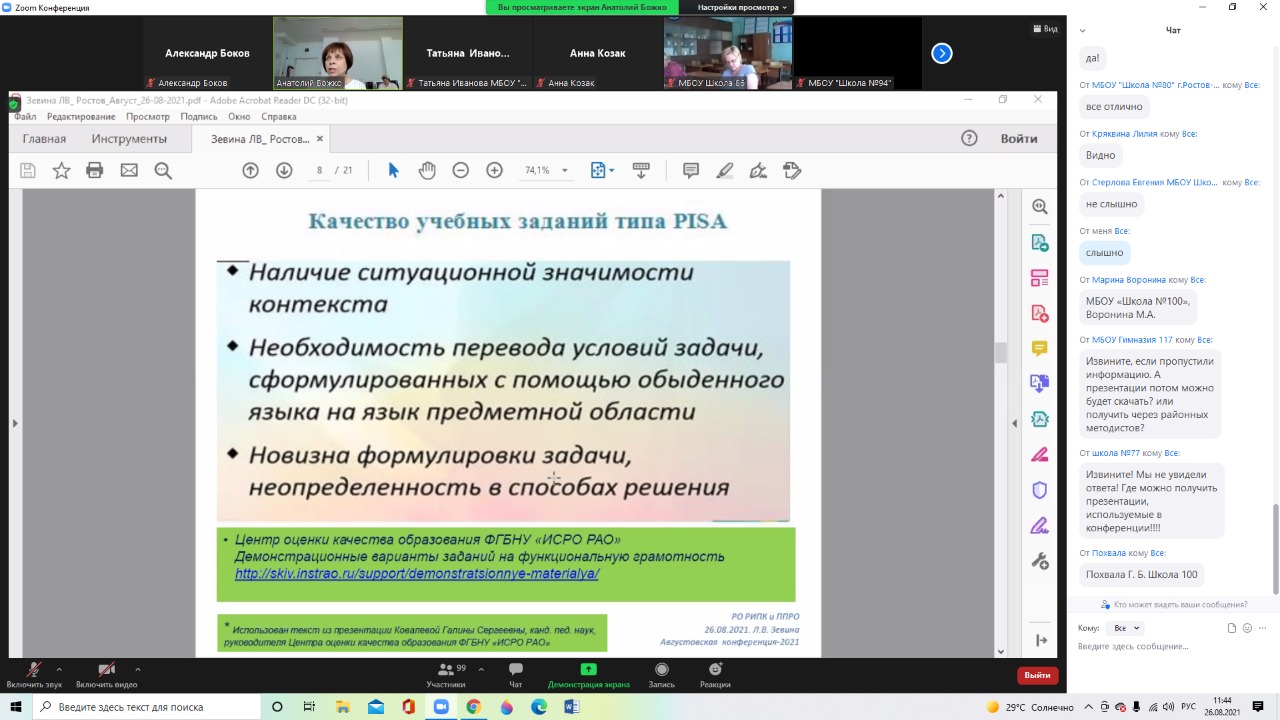 Zoom Конференция
Вы просматриваете экран Анатолий Божко
Настройки просмотра
Александр Боков
Татьяна Ивано...
Анна Козак
Вид
Александр Боков
Анатолий Божко
Татьяна Иванова МБОУ "...
Анна Козак
МБОУ Школа 86
МБОУ "Школа №94"
Зевина ЛВ_ Ростов_Август_26-08-2021.pdf - Adobe Acrobat Reader DC (32-bit)
Файл Редактирование Просмотр Подпись Окно Справка
Главная Инструменты Зевина ЛВ_ Ростов... × Войти
8 / 21 74,1%
Качество учебных заданий типа PISA
Наличие ситуационной значимости
контекста
Необходимость перевода условий задачи,
сформулированных с помощью обыденного
языка на язык предметной области
Новизна формулировки задачи,
неопределенность в способах решения
• Центр оценки качества образования ФГБНУ «ИСРО РАО»
Демонстрационные варианты заданий на функциональную грамотность
http://skiv.instrao.ru/support/demonstratsionnye-materialya/
* Использован текст из презентации Ковалевой Галины Сергеевны, канд. пед. наук,
руководителя Центра оценки качества образования ФГБНУ «ИСРО РАО»
РО РИПК и ППРО
26.08.2021. Л.В. Зевина
Августовская конференция-2021
Чат
да!
От МБОУ "Школа №80" г.Ростов-... кому Все:
все отлично
От Кряквина Лилия кому Все:
Видно
От Стерлова Евгения МБОУ Шко... кому Все:
не слышно
От меня Все:
слышно
От Марина Воронина кому Все:
МБОУ «Школа №100»,
Воронина М.А.
От МБОУ Гимназия 117 кому Все:
Извините, если пропустили
информацию. А
презентации потом можно
будет скачать? или
получить через районных
методистов?
От школа №77 кому Все:
Извините! Мы не увидели
ответа! Где можно получить
презентации,
используемые в
конференции!!!!
От Похвала кому Все:
Похвала Г. Б. Школа 100
Кто может видеть ваши сообщения?
Кому: Все
Введите здесь сообщение...
Включить звук
Включить видео
99
Участники
Чат
Демонстрация экрана
Запись
Реакции
Выйти
Введите здесь текст для поиска
29°C Солнечно
РУС
11:44
26.08.2021